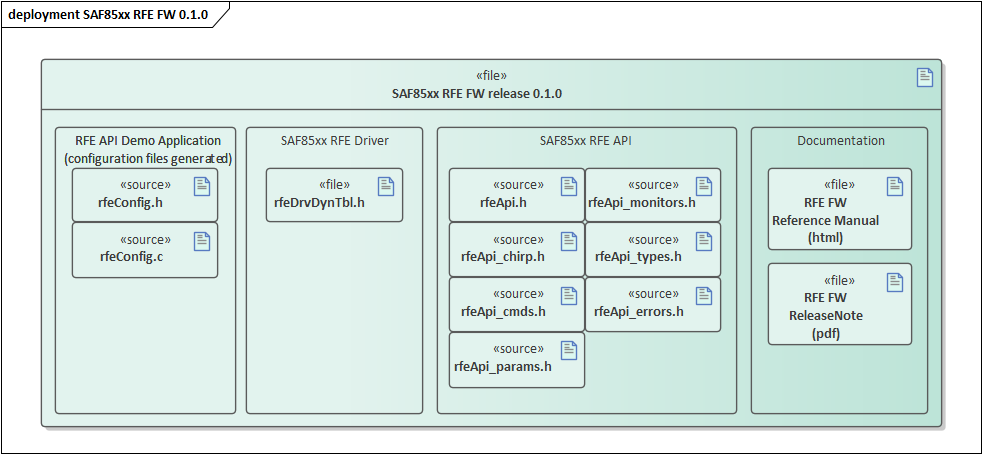 deployment SAF85xx RFE FW 0.1.0
«file»
SAF85xx RFE FW release 0.1.0
RFE API Demo Application
(configuration files generated)
«source»
rfeConfig.h
«source»
rfeConfig.c
SAF85xx RFE Driver
«file»
rfeDrvDynTbl.h
SAF85xx RFE API
«source»
rfeApi.h
«source»
rfeApi_monitors.h
«source»
rfeApi_chirp.h
«source»
rfeApi_types.h
«source»
rfeApi_cmds.h
«source»
rfeApi_errors.h
«source»
rfeApi_params.h
Documentation
«file»
RFE FW
Reference Manual
(html)
«file»
RFE FW
ReleaseNote
(pdf)